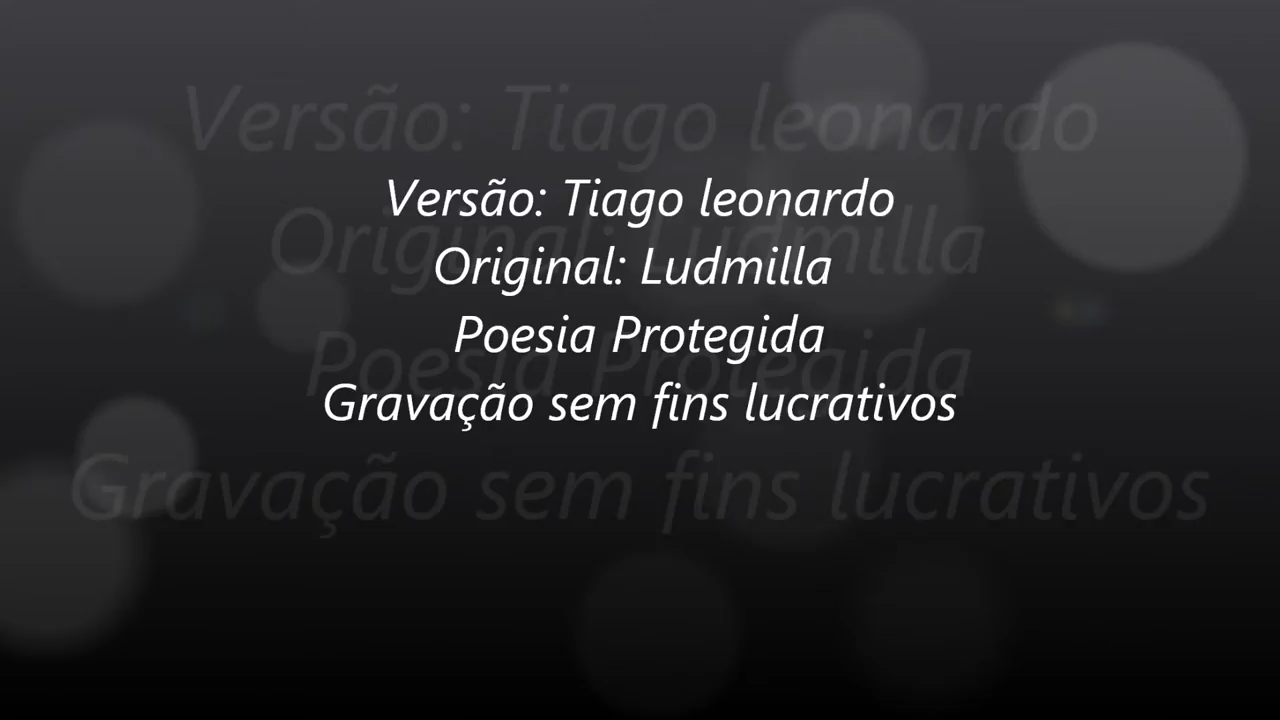 Versão: Tiago leonardo
Original: Ludmilla
Poesia Protegida
Gravação sem fins lucrativos